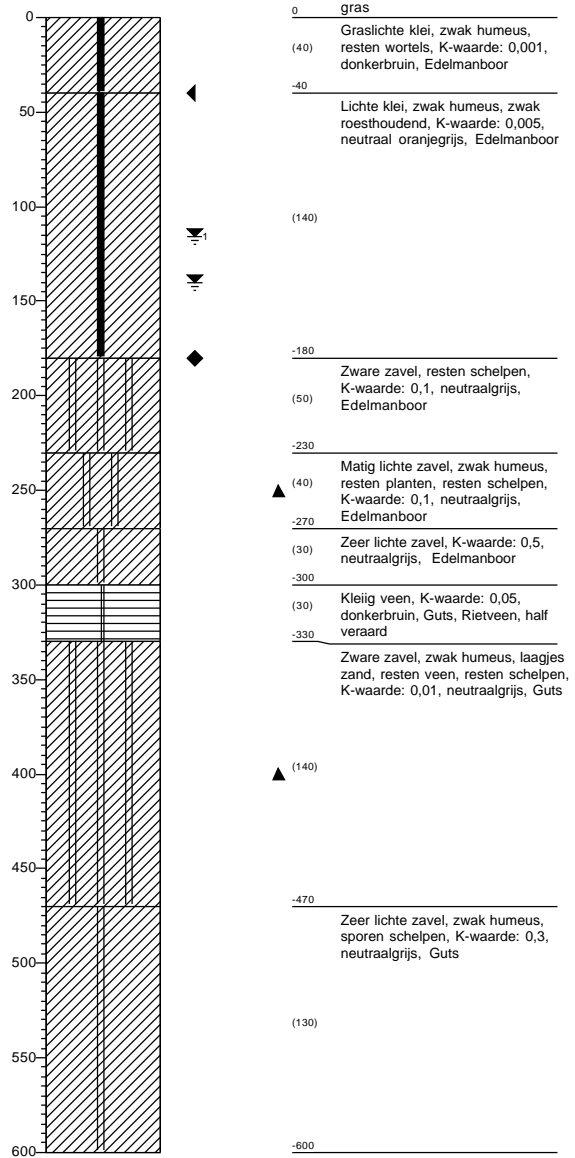 0
gras
0
Graslichte klei, zwak humeus,
(40)
resten wortels, K-waarde: 0,001,
donkerbruin, Edelmanboor
-40
50
Lichte klei, zwak humeus, zwak
roesthoudend, K-waarde: 0,005,
neutraal oranjegrijs, Edelmanboor
100
(140)
1
150
-180
200
Zware zavel, resten schelpen,
(50)
K-waarde: 0,1, neutraalgrijs,
Edelmanboor
-230
250
Matig lichte zavel, zwak humeus,
(40)
resten planten, resten schelpen,
K-waarde: 0,1, neutraalgrijs,
Edelmanboor
-270
Zeer lichte zavel, K-waarde: 0,5,
(30)
neutraalgrijs, Edelmanboor
300
-300
Kleiig veen, K-waarde: 0,05,
(30)
donkerbruin, Guts, Rietveen, half
veraard
-330
350
Zware zavel, zwak humeus, laagjes
zand, resten veen, resten schelpen,
K-waarde: 0,01, neutraalgrijs, Guts
400
(140)
450
-470
500
Zeer lichte zavel, zwak humeus,
sporen schelpen, K-waarde: 0,3,
neutraalgrijs, Guts
(130)
550
600
-600